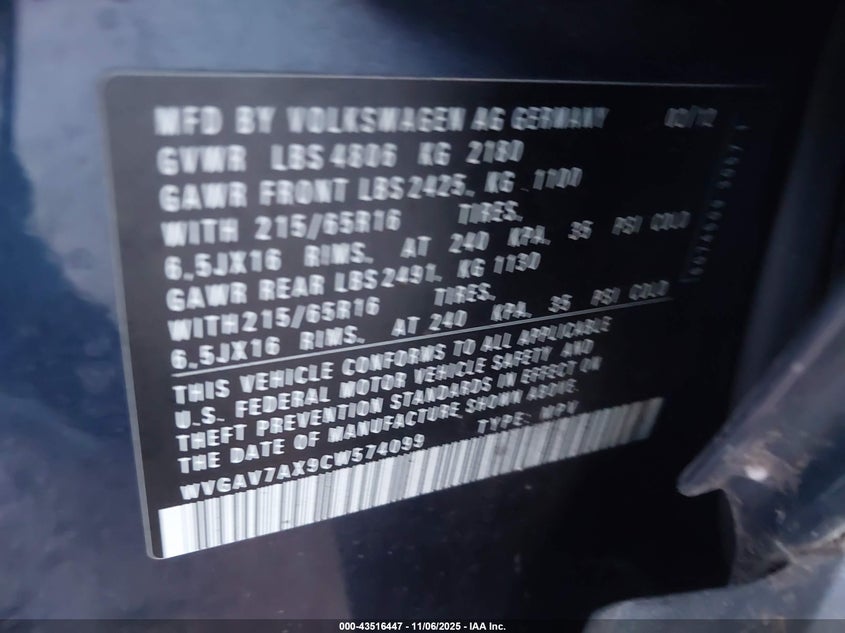 MFD BY VOLKSWAGEN AG GERMANY
GVWR LBS 4806 KG 2180
GAWR FRONT LBS 2425, KG 1100
WITH 215/65R16 TIRES,
6.5JX16 RIMS, AT 240 KPA, 35 PSI COLD
GAWR REAR LBS 2491, KG 1130
WITH 215/65R16 TIRES,
6.5JX16 RIMS, AT 240 KPA, 35 PSI COLD
THIS VEHICLE CONFORMS TO ALL APPLICABLE
U.S. FEDERAL MOTOR VEHICLE SAFETY AND
THEFT PREVENTION STANDARDS IN EFFECT ON
THE DATE OF MANUFACTURE SHOWN ABOVE.
WVGAV7AX9CW574099 TYPE: MPV
000-43516447 - 11/06/2025 - IAA Inc.